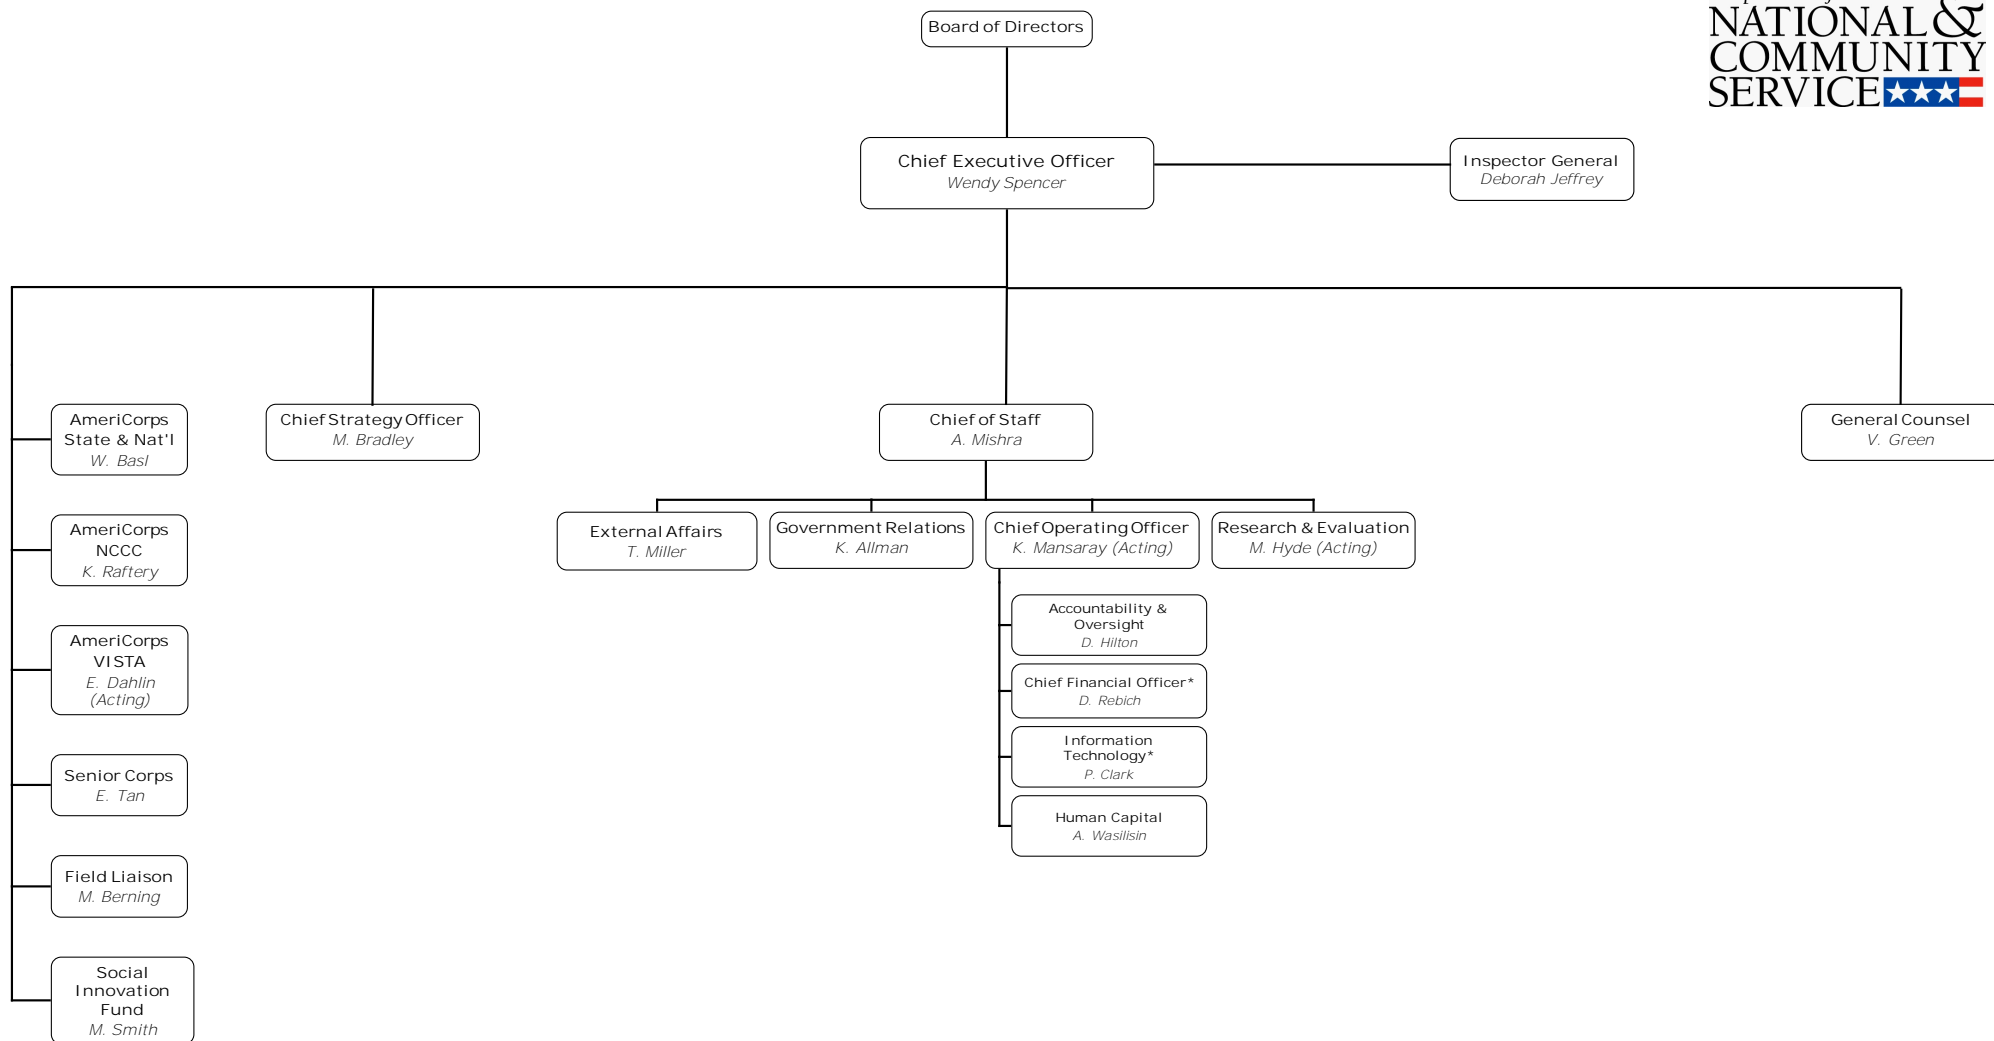 Board of Directors
NATIONAL&
COMMUNITY
SERVICE
Chief Executive Officer
Wendy Spencer
Inspector General
Deborah Jeffrey
AmeriCorps
State & Nat'l
W. Basl
Chief Strategy Officer
M. Bradley
Chief of Staff
A. Mishra
General Counsel
V. Green
External Affairs
T. Miller
Government Relations
K. Allman
Chief Operating Officer
K. Mansaray (Acting)
Research & Evaluation
M. Hyde (Acting)
AmeriCorps
NCCC
K. Raftery
Accountability &
Oversight
D. Hilton
AmeriCorps
VISTA
E. Dahlin
(Acting)
Chief Financial Officer*
D. Rebich
Information
Technology*
P. Clark
Senior Corps
E. Tan
Human Capital
A. Wasilisin
Field Liaison
M. Berning
Social
Innovation
Fund
M. Smith